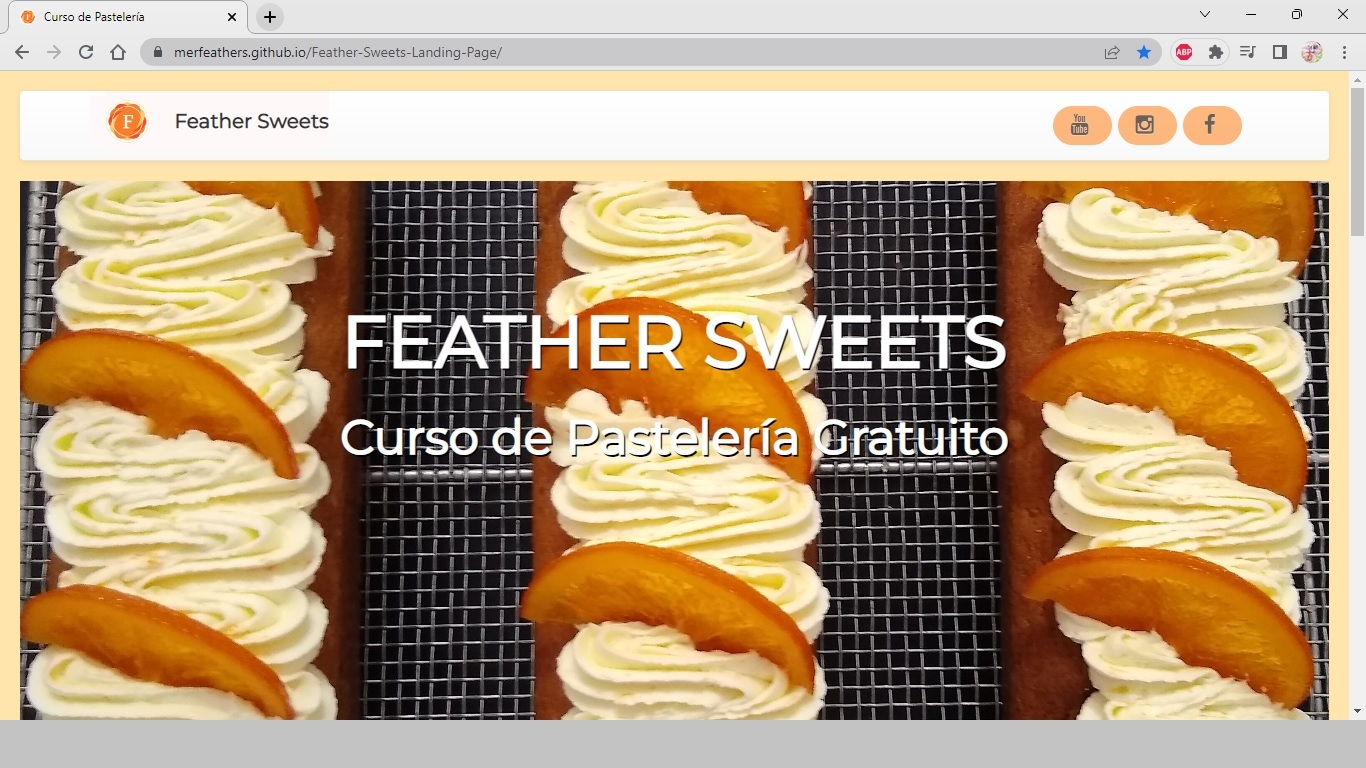 Curso de Pastelería
merfeathers.github.io/Feather-Sweets-Landing-Page/
ABP
F
Feather Sweets
You
Tube
FEATHER SWEETS
Curso de Pastelería Gratuito